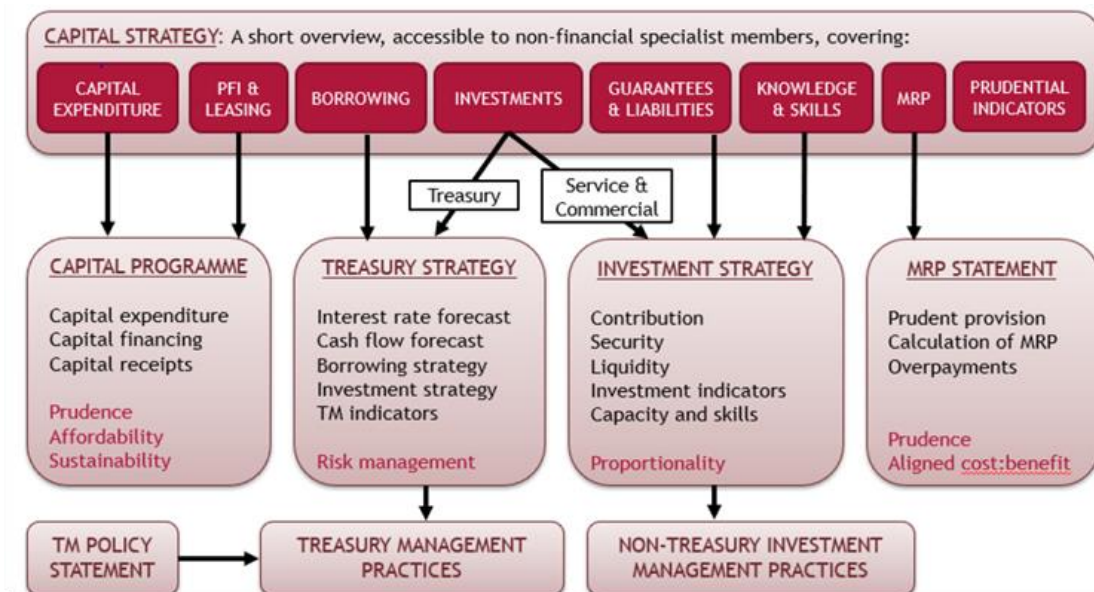 CAPITAL STRATEGY: A short overview, accessible to non-financial specialist members, covering:
CAPITAL
EXPENDITURE
PFI &
LEASING
BORROWING
INVESTMENTS
GUARANTEES
& LIABILITIES
KNOWLEDGE
& SKILLS
MRP
PRUDENTIAL
INDICATORS
Treasury
Service &
Commercial
CAPITAL PROGRAMME
Capital expenditure
Capital financing
Capital receipts
Prudence
Affordability
Sustainability
TREASURY STRATEGY
Interest rate forecast
Cash flow forecast
Borrowing strategy
Investment strategy
TM indicators
Risk management
INVESTMENT STRATEGY
Contribution
Security
Liquidity
Investment indicators
Capacity and skills
Proportionality
MRP STATEMENT
Prudent provision
Calculation of MRP
Overpayments
Prudence
Aligned cost:benefit
TM POLICY
STATEMENT
TREASURY MANAGEMENT
PRACTICES
NON-TREASURY INVESTMENT
MANAGEMENT PRACTICES